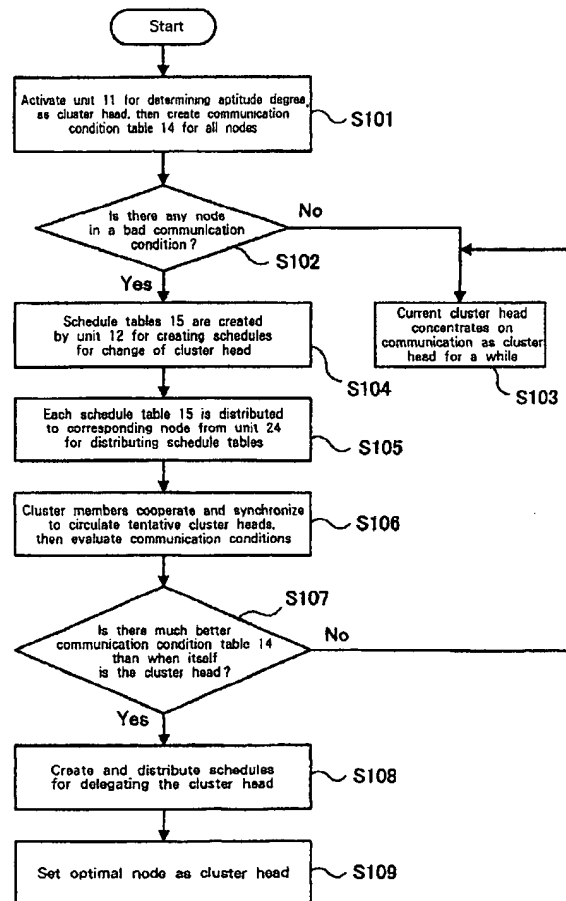 Start
Activate unit 11 for determining aptitude degree
as cluster head, then create communication
condition table 14 for all nodes
S101
Is there any node
in a bad communication
condition?
No
S102
Yes
Current cluster head
concentrates on
communication as cluster
head for a while
S103
Schedule tables 15 are created
by unit 12 for creating schedules
for change of cluster head
S104
Each schedule table 15 is distributed
to corresponding node from unit 24
for distributing schedule tables
S105
Cluster members cooperate and synchronize
to circulate tentative cluster heads,
then evaluate communication conditions
S106
S107
Is there much better
communication condition table 14
than when itself
is the cluster head?
No
Yes
Create and distribute schedules
for delegating the cluster head
S108
Set optimal node as cluster head
S109